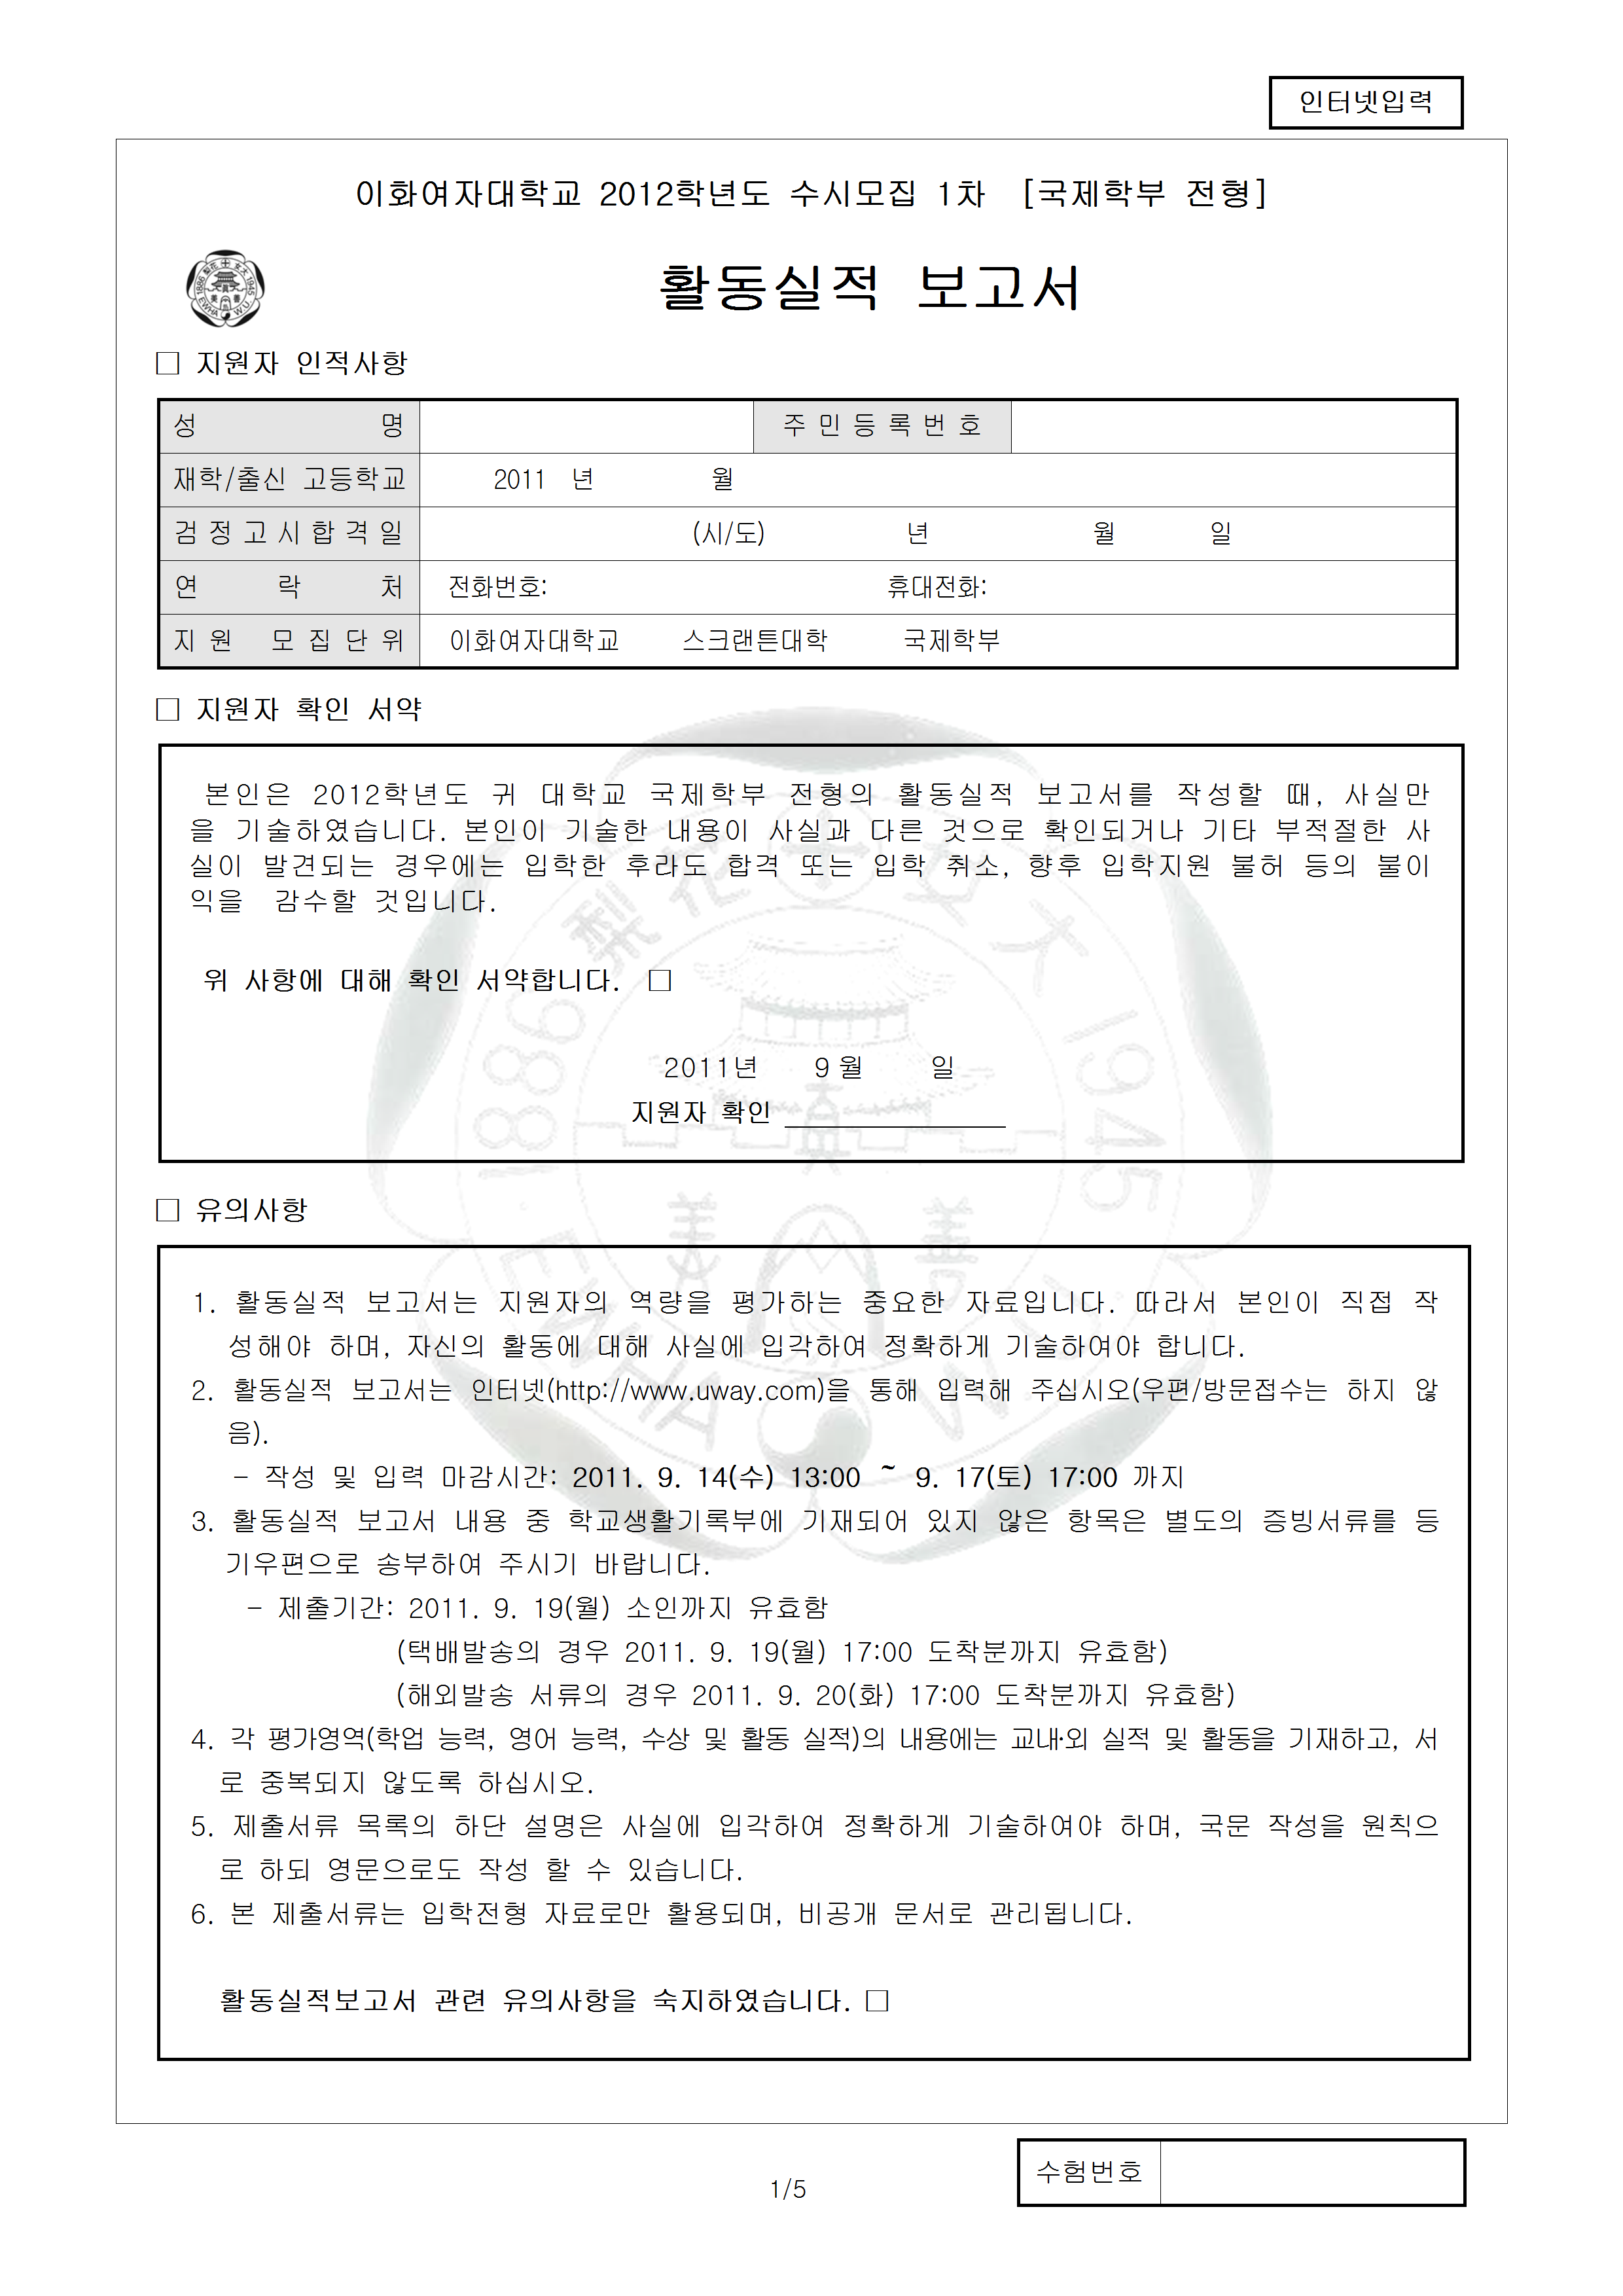 인터넷입력
이화여자대학교 2012학년도 수시모집 1차 [국제학부 전형]
활동실적 보고서
□ 지원자 인적사항
성 명 주 민 등 록 번 호
재학/출신 고등학교 2011 년 월
검 정 고 시 합 격 일 (시/도) 년 월 일
연 락 처 전화번호: 휴대전화:
지 원 모 집 단 위 이화여자대학교 스크랜튼대학 국제학부
□ 지원자 확인 서약
본인은 2012학년도 귀 대학교 국제학부 전형의 활동실적 보고서를 작성할 때, 사실만
을 기술하였습니다. 본인이 기술한 내용이 사실과 다른 것으로 확인되거나 기타 부적절한 사
실이 발견되는 경우에는 입학한 후라도 합격 또는 입학 취소, 향후 입학지원 불허 등의 불이
익을 감수할 것입니다.
위 사항에 대해 확인 서약합니다. □
2011년 9월 일
지원자 확인
□ 유의사항
1. 활동실적 보고서는 지원자의 역량을 평가하는 중요한 자료입니다. 따라서 본인이 직접 작
성해야 하며, 자신의 활동에 대해 사실에 입각하여 정확하게 기술하여야 합니다.
2. 활동실적 보고서는 인터넷(http://www.uway.com)을 통해 입력해 주십시오(우편/방문접수는 하지 않
음).
- 작성 및 입력 마감시간: 2011. 9. 14(수) 13:00 ~ 9. 17(토) 17:00 까지
3. 활동실적 보고서 내용 중 학교생활기록부에 기재되어 있지 않은 항목은 별도의 증빙서류를 등
기우편으로 송부하여 주시기 바랍니다.
- 제출기간: 2011. 9. 19(월) 소인까지 유효함
(택배발송의 경우 2011. 9. 19(월) 17:00 도착분까지 유효함)
(해외발송 서류의 경우 2011. 9. 20(화) 17:00 도착분까지 유효함)
4. 각 평가영역(학업 능력, 영어 능력, 수상 및 활동 실적)의 내용에는 교내·외 실적 및 활동을 기재하고, 서
로 중복되지 않도록 하십시오.
5. 제출서류 목록의 하단 설명은 사실에 입각하여 정확하게 기술하여야 하며, 국문 작성을 원칙으
로 하되 영문으로도 작성 할 수 있습니다.
6. 본 제출서류는 입학전형 자료로만 활용되며, 비공개 문서로 관리됩니다.
활동실적보고서 관련 유의사항을 숙지하였습니다. □
수험번호
1/5